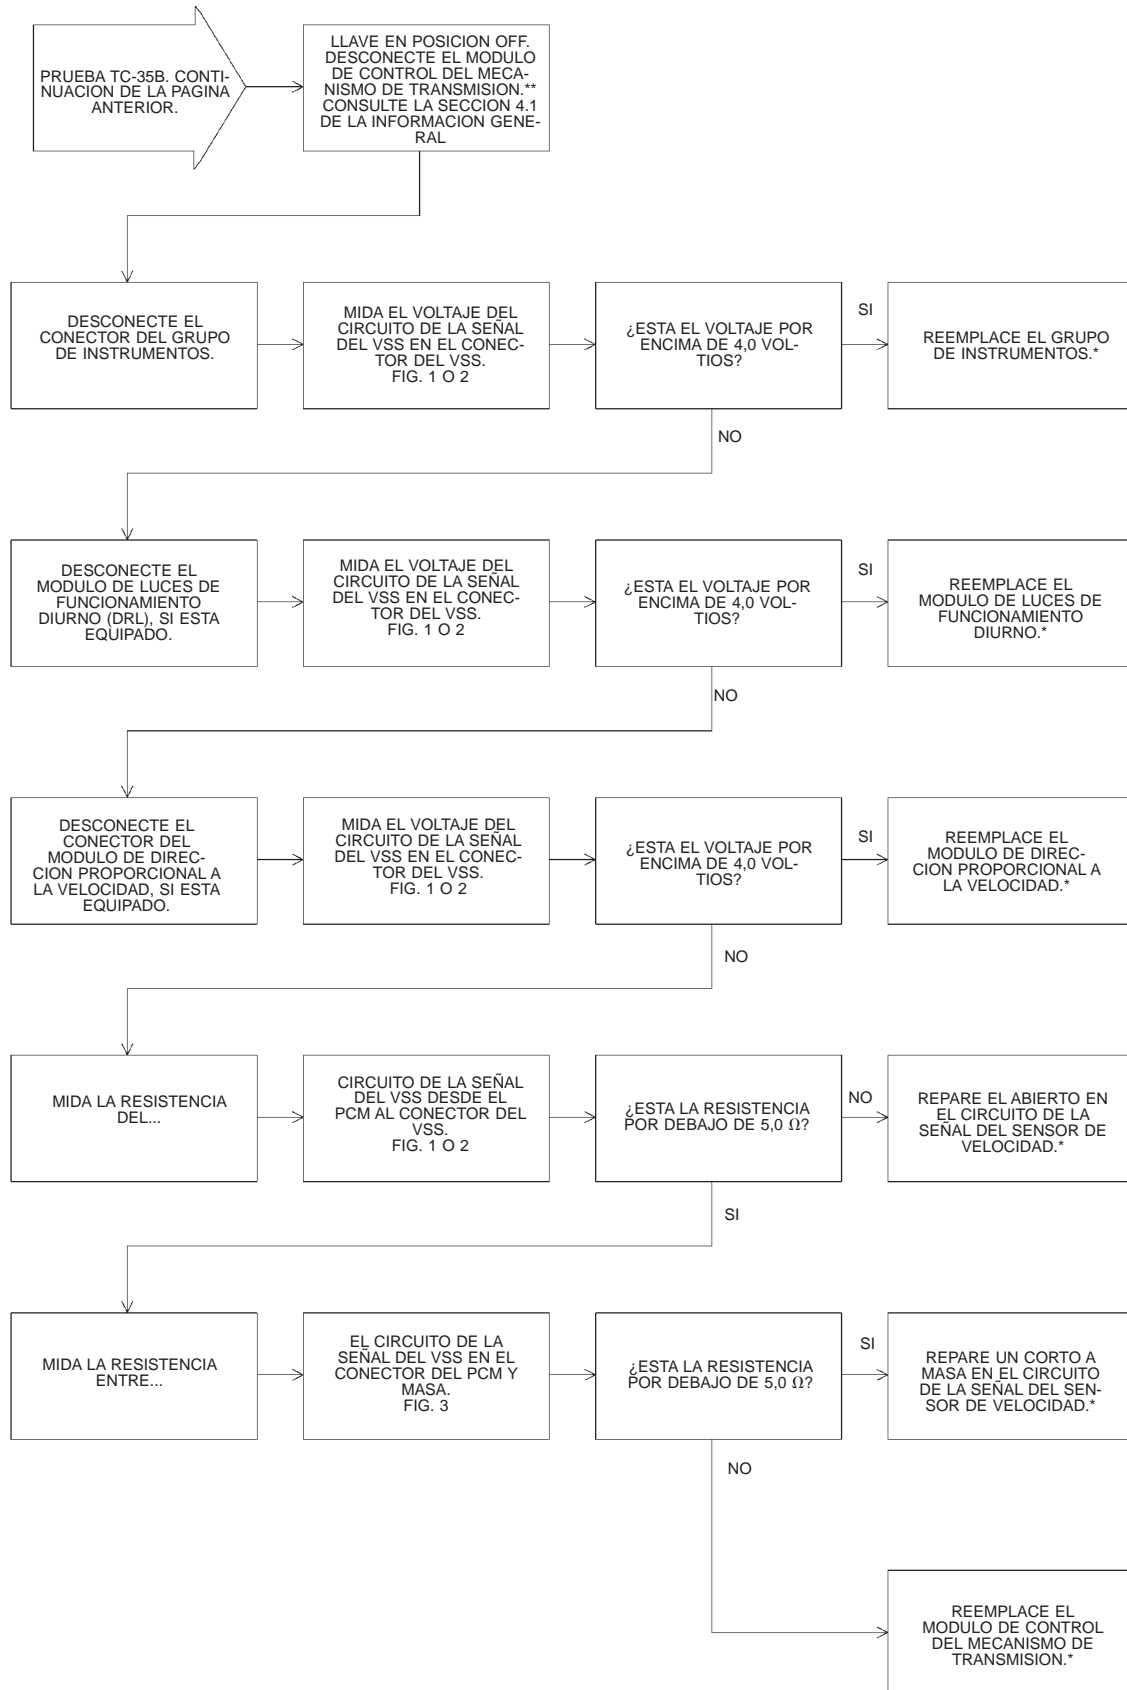 PRUEBA TC-35B. CONTI-
NUACION DE LA PAGINA
ANTERIOR.
LLAVE EN POSICION OFF.
DESCONECTE EL MODULO
DE CONTROL DEL MECA-
NISMO DE TRANSMISION.**
CONSULTE LA SECCION 4.1
DE LA INFORMACION GENE-
RAL
DESCONECTE EL
CONECTOR DEL GRUPO
DE INSTRUMENTOS.
MIDA EL VOLTAJE DEL
CIRCUITO DE LA SEÑAL
DEL VSS EN EL CONEC-
TOR DEL VSS.
FIG. 1 O 2
¿ESTA EL VOLTAJE POR
ENCIMA DE 4,0 VOL-
TIOS?
SI
REEMPLACE EL GRUPO
DE INSTRUMENTOS.*
NO
DESCONECTE EL
MODULO DE LUCES DE
FUNCIONAMIENTO
DIURNO (DRL), SI ESTA
EQUIPADO.
MIDA EL VOLTAJE DEL
CIRCUITO DE LA SEÑAL
DEL VSS EN EL CONEC-
TOR DEL VSS.
FIG. 1 O 2
¿ESTA EL VOLTAJE POR
ENCIMA DE 4,0 VOL-
TIOS?
SI
REEMPLACE EL
MODULO DE LUCES DE
FUNCIONAMIENTO
DIURNO.*
NO
DESCONECTE EL
CONECTOR DEL
MODULO DE DIREC-
CION PROPORCIONAL A
LA VELOCIDAD, SI ESTA
EQUIPADO.
MIDA EL VOLTAJE DEL
CIRCUITO DE LA SEÑAL
DEL VSS EN EL CONEC-
TOR DEL VSS.
FIG. 1 O 2
¿ESTA EL VOLTAJE POR
ENCIMA DE 4,0 VOL-
TIOS?
SI
REEMPLACE EL
MODULO DE DIREC-
CION PROPORCIONAL A
LA VELOCIDAD.*
NO
MIDA LA RESISTENCIA
DEL...
CIRCUITO DE LA SEÑAL
DEL VSS DESDE EL
PCM AL CONECTOR DEL
VSS.
FIG. 1 O 2
¿ESTA LA RESISTENCIA
POR DEBAJO DE 5,0 Ω?
NO
REPARE EL ABIERTO EN
EL CIRCUITO DE LA
SEÑAL DEL SENSOR DE
VELOCIDAD.*
SI
MIDA LA RESISTENCIA
ENTRE...
EL CIRCUITO DE LA
SEÑAL DEL VSS EN EL
CONECTOR DEL PCM Y
MASA.
FIG. 3
¿ESTA LA RESISTENCIA
POR DEBAJO DE 5,0 Ω?
SI
REPARE UN CORTO A
MASA EN EL CIRCUITO
DE LA SEÑAL DEL SEN-
SOR DE VELOCIDAD.*
NO
REEMPLACE EL
MODULO DE CONTROL
DEL MECANISMO DE
TRANSMISION.*